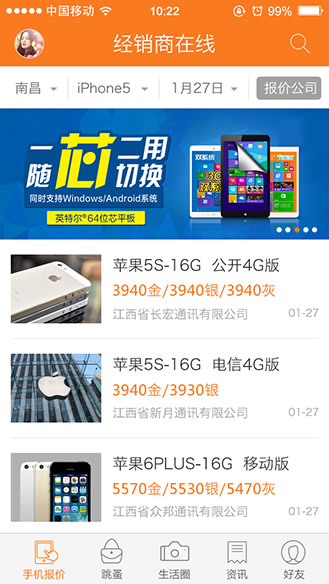 中国移动 10:22 99%
经销商在线
南昌 iPhone5 1月27日 报价公司
一芯二用
随芯切换
同时支持Windows/Android系统
英特尔®64位芯平板
双系统
苹果5S-16G 公开4G版
3940金/3940银/3940灰
江西省长宏通讯有限公司 01-27
苹果5S-16G 电信4G版
3940金/3930银
江西省新月通讯有限公司 01-27
苹果6PLUS-16G 移动版
5570金/5530银/5470灰
江西省众邦通讯有限公司 01-27
手机报价 跳蚤 生活圈 资讯 好友